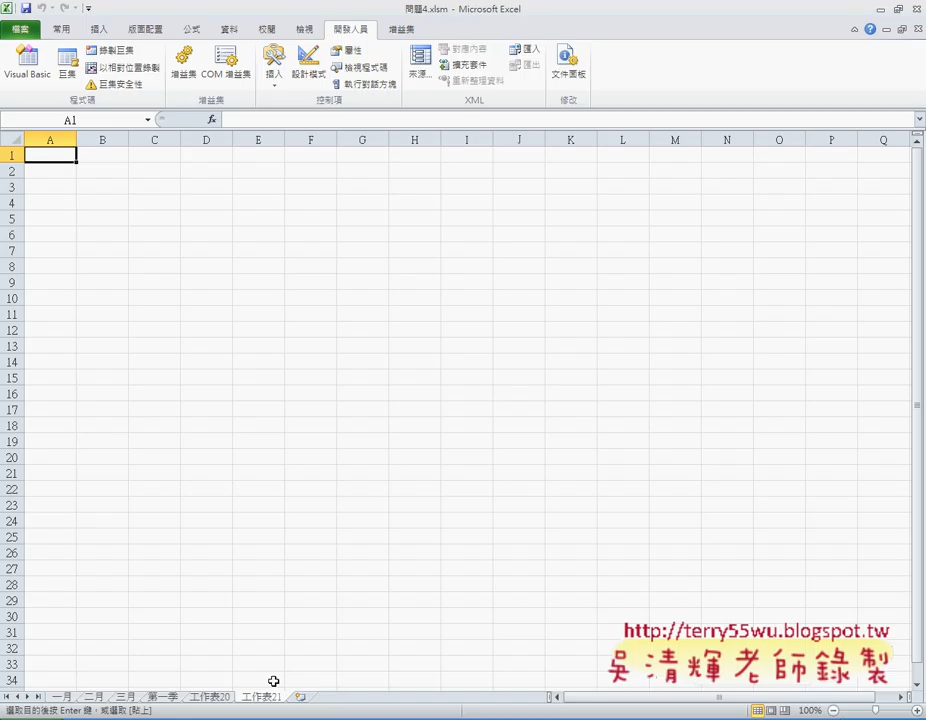 問題4.xlsm - Microsoft Excel
檔案 常用 插入 版面配置 公式 資料 校閱 檢視 開發人員 增益集
Visual Basic 巨集 錄製巨集 以相對位置錄製 巨集安全性 程式碼
增益集 COM 增益集 增益集
插入 設計模式 屬性 檢視程式碼 執行對話方塊 控制項
來源... 對應內容 擴充套件 重新整理資料 匯入 匯出 XML
文件面板 修改
A1 fx
A B C D E F G H I J K L M N O P Q
1
2
3
4
5
6
7
8
9
10
11
12
13
14
15
16
17
18
19
20
21
22
23
24
25
26
27
28
29
30
31
32
33
34
http://terry55wu.blogspot.tw
吳清輝老師錄製
一月 二月 三月 第一季 工作表20 工作表21
選取目的後按 Enter 鍵，或選取 [貼上]
100%